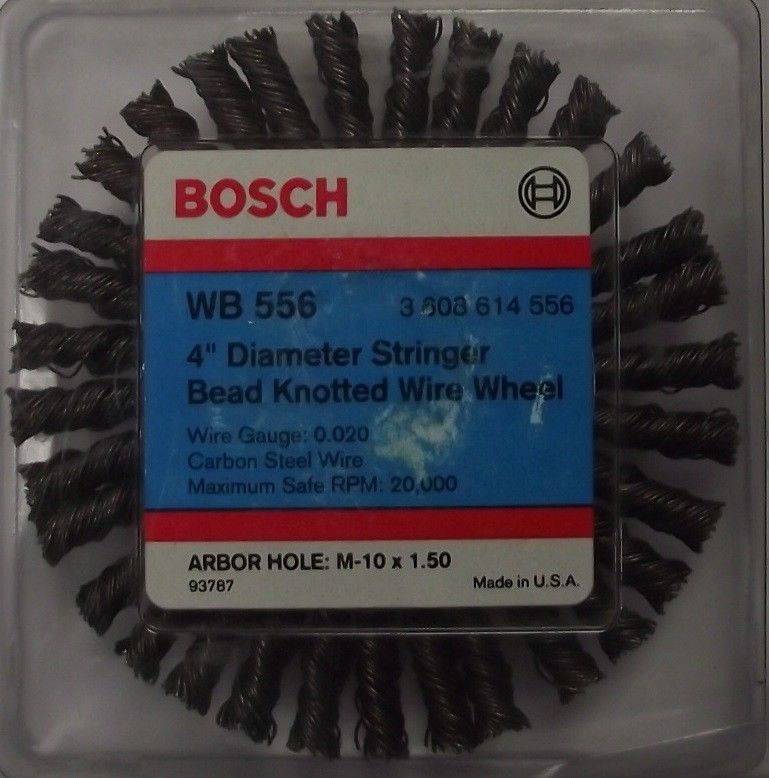 BOSCH
WB 556 3 608 614 556
4" Diameter Stringer
Bead Knotted Wire Wheel
Wire Gauge: 0.020
Carbon Steel Wire
Maximum Safe RPM: 20,000
ARBOR HOLE: M-10 x 1.50
93787 Made in U.S.A.